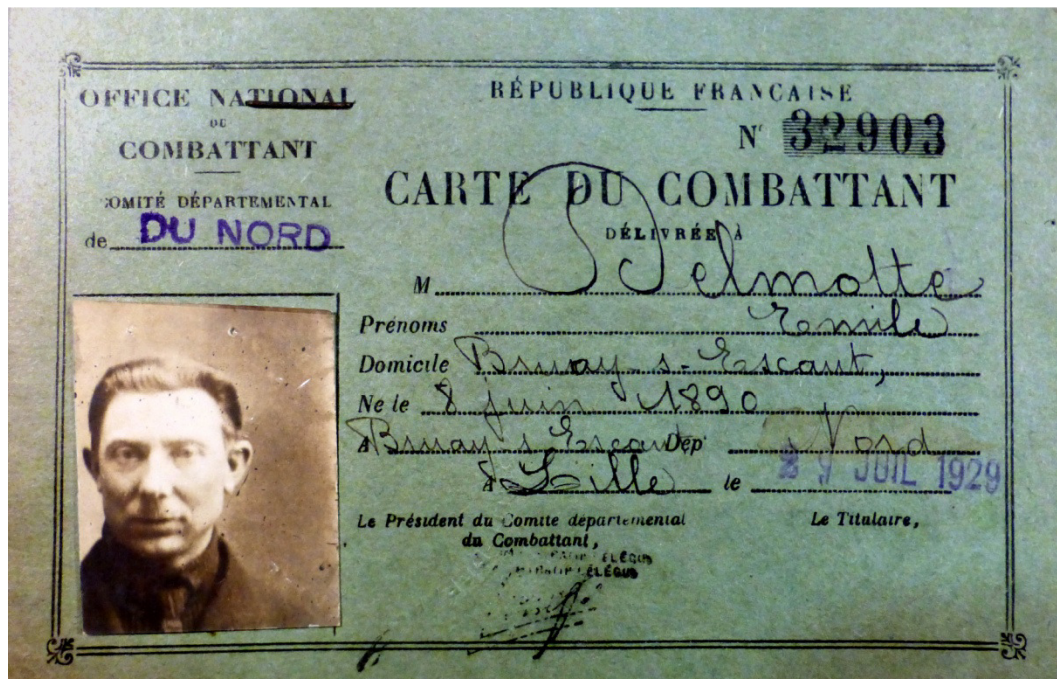 OFFICE NATIONAL
DU
COMBATTANT
COMITÉ DÉPARTEMENTAL
de DU NORD
RÉPUBLIQUE FRANÇAISE
N° 32903
CARTE DU COMBATTANT
DÉLIVRÉE A
M Delmotte
Prénoms Emile
Domicile Bruay-s-Escaut,
Né le 8 juin 1890
A Bruay s Escaut Dép Nord
A Lille le 29 JUIL 1929
Le Président du Comité départemental
du Combattant,
Le Titulaire,